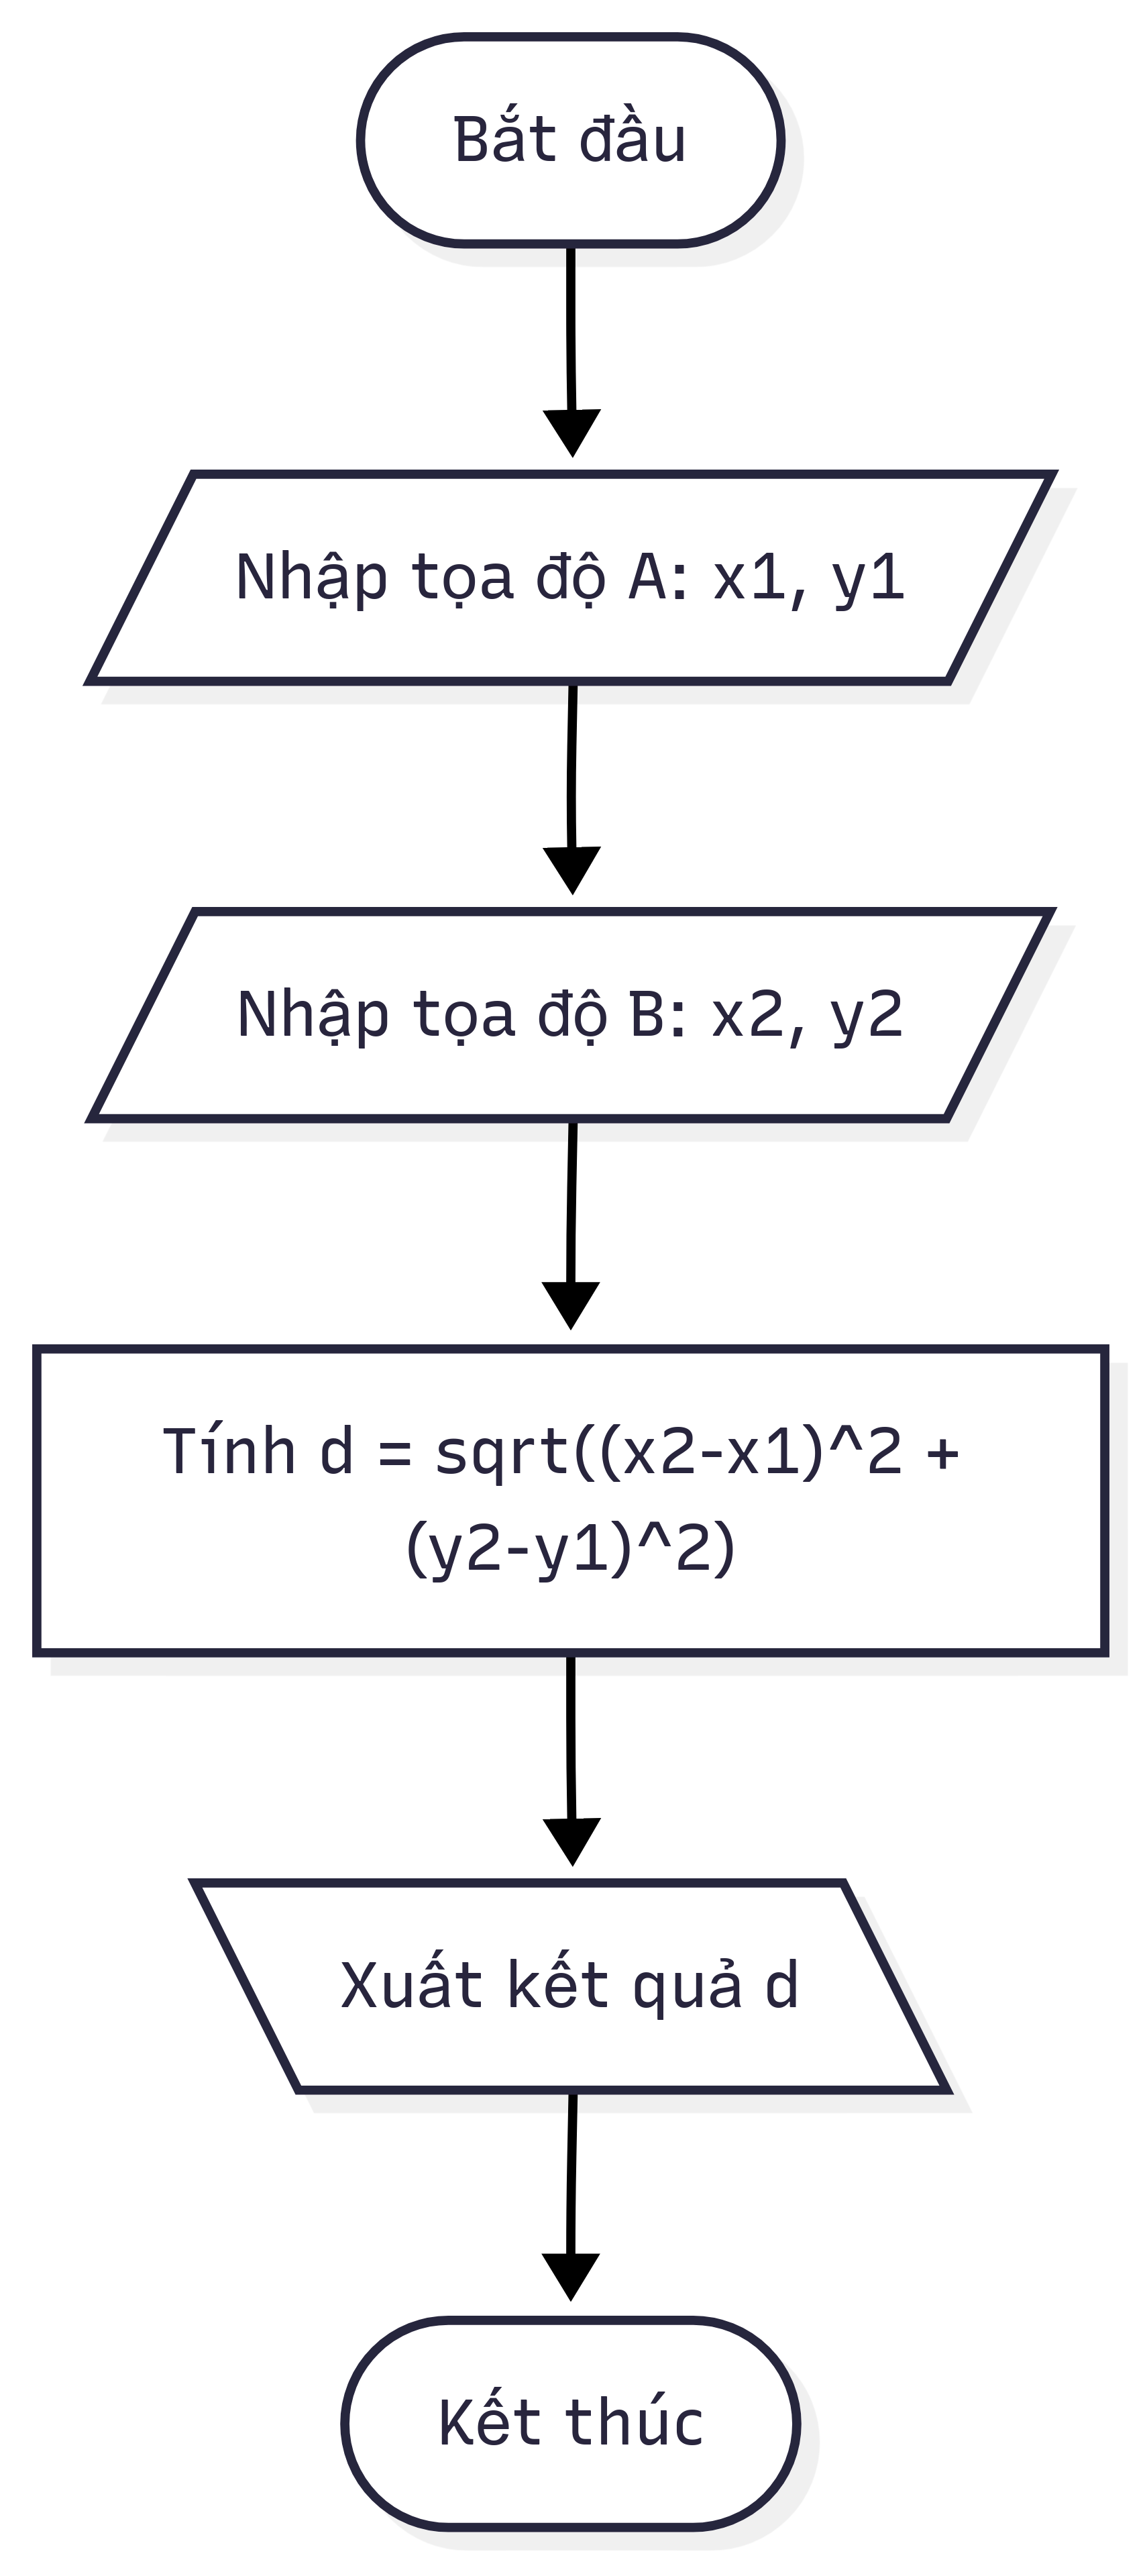 Bắt đầu
Nhập tọa độ A: x1, y1
Nhập tọa độ B: x2, y2
Tính d = sqrt((x2-x1)^2 +
(y2-y1)^2)
Xuất kết quả d
Kết thúc